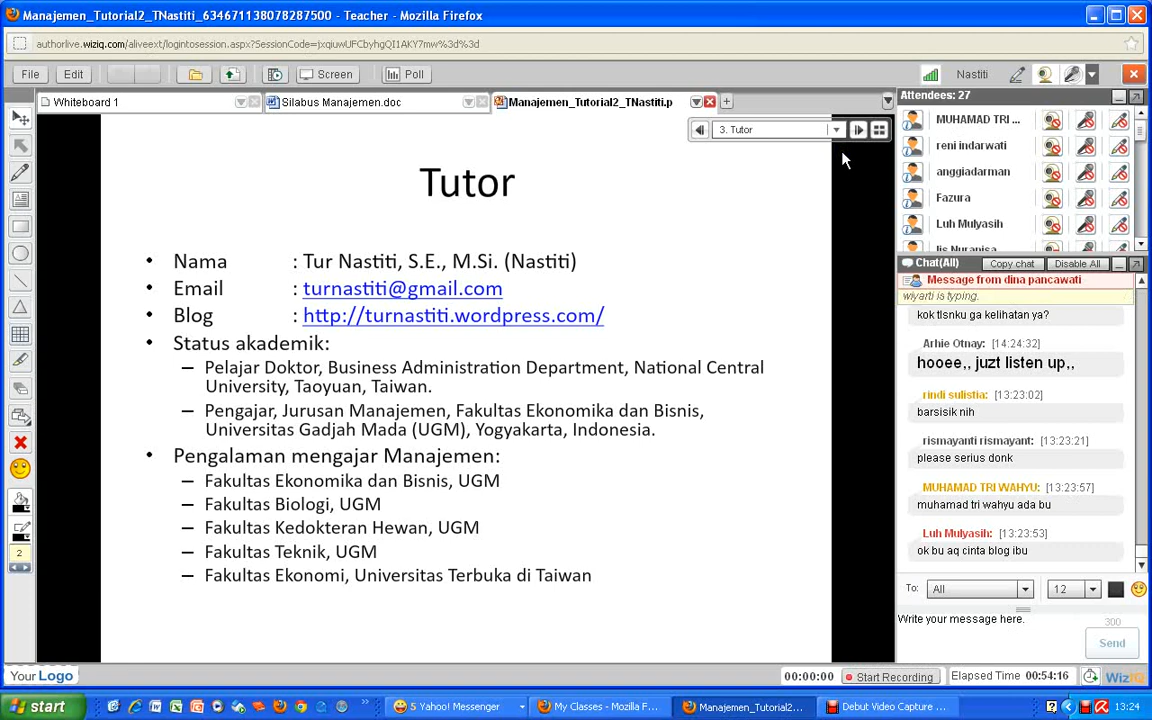 Manajemen_Tutorial2_TNastiti_634671138078287500 - Teacher - Mozilla Firefox
authorlive.wiziq.com/aliveext/logintosession.aspx?SessionCode=jxqiuwUFCbyhgQI1AKY7mw%3d%3d
File Edit Screen Poll Nastiti
Whiteboard 1 Silabus Manajemen.doc Manajemen_Tutorial2_TNastiti.p
3. Tutor
Tutor
• Nama : Tur Nastiti, S.E., M.Si. (Nastiti)
• Email : turnastiti@gmail.com
• Blog : http://turnastiti.wordpress.com/
• Status akademik:
– Pelajar Doktor, Business Administration Department, National Central
University, Taoyuan, Taiwan.
– Pengajar, Jurusan Manajemen, Fakultas Ekonomika dan Bisnis,
Universitas Gadjah Mada (UGM), Yogyakarta, Indonesia.
• Pengalaman mengajar Manajemen:
– Fakultas Ekonomika dan Bisnis, UGM
– Fakultas Biologi, UGM
– Fakultas Kedokteran Hewan, UGM
– Fakultas Teknik, UGM
– Fakultas Ekonomi, Universitas Terbuka di Taiwan
2
Attendees: 27
MUHAMAD TRI ...
reni indarwati
anggiadarman
Fazura
Luh Mulyasih
Iis Nuranisa
Chat(All) Copy chat Disable All
Message from dina pancawati
wiyarti is typing.
kok tlsnku ga kelihatan ya?
Arhie Otnay: [14:24:32]
hooee,, juzt listen up,,
rindi sulistia: [13:23:02]
barsisik nih
rismayanti rismayant: [13:23:21]
please serius donk
MUHAMAD TRI WAHYU: [13:23:57]
muhamad tri wahyu ada bu
Luh Mulyasih: [13:23:53]
ok bu aq cinta blog ibu
To: All 12
Write your message here.
300
Send
Your Logo 00:00:00 Start Recording Elapsed Time 00:54:16 WizIQ
start 5 Yahoo! Messenger My Classes - Mozilla F... Manajemen_Tutorial2... Debut Video Capture ... 13:24